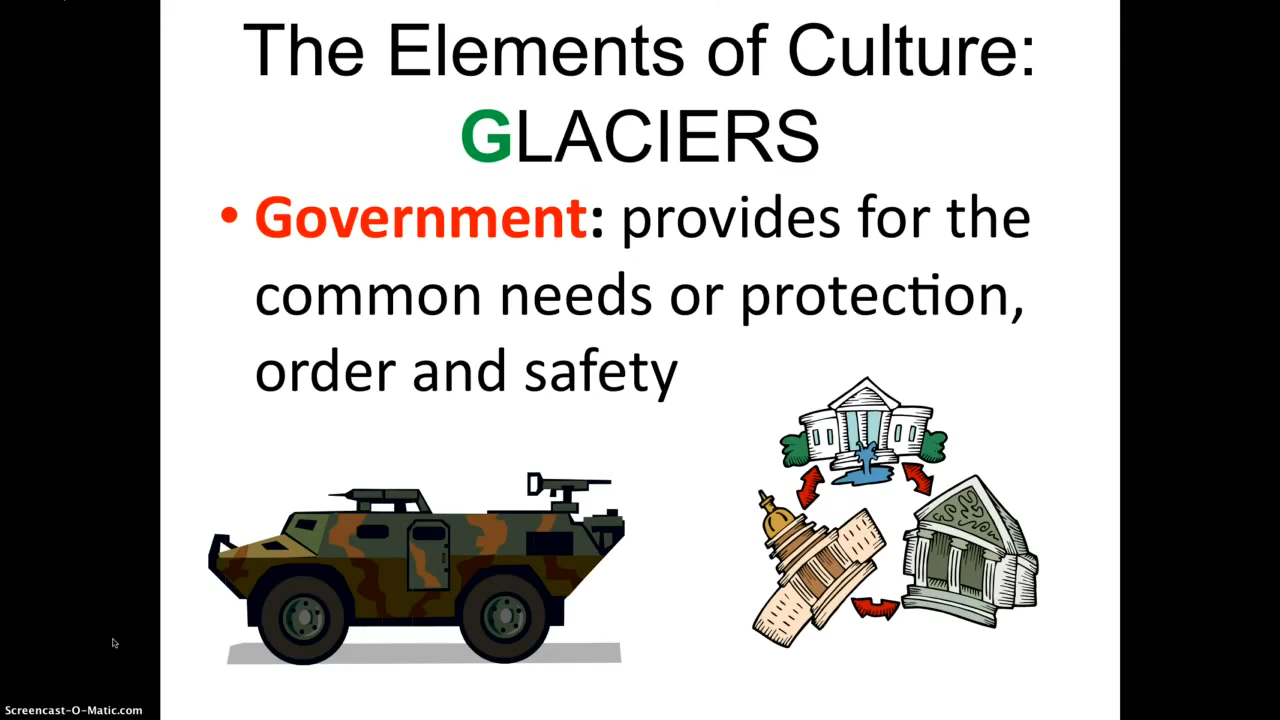 The Elements of Culture:
GLACIERS
• Government: provides for the
common needs or protection,
order and safety
Screencast-O-Matic.com